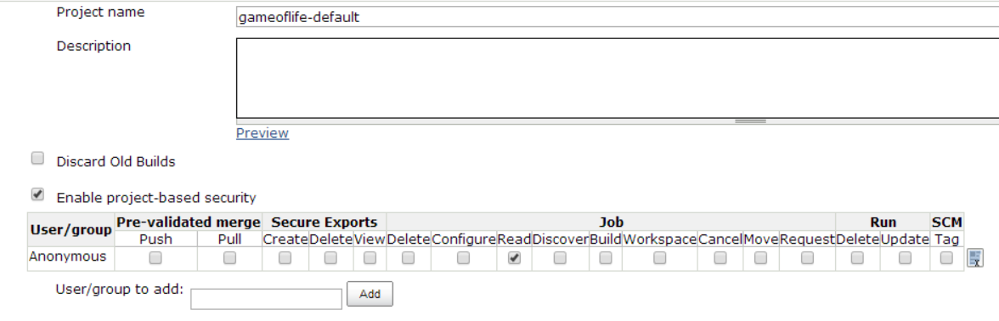 Project name gameoflife-default
Description
Preview
Discard Old Builds
Enable project-based security
User/group Pre-validated merge Secure Exports Job Run SCM
Push Pull Create Delete View Delete Configure Read Discover Build Workspace Cancel Move Request Delete Update Tag
Anonymous
User/group to add: Add